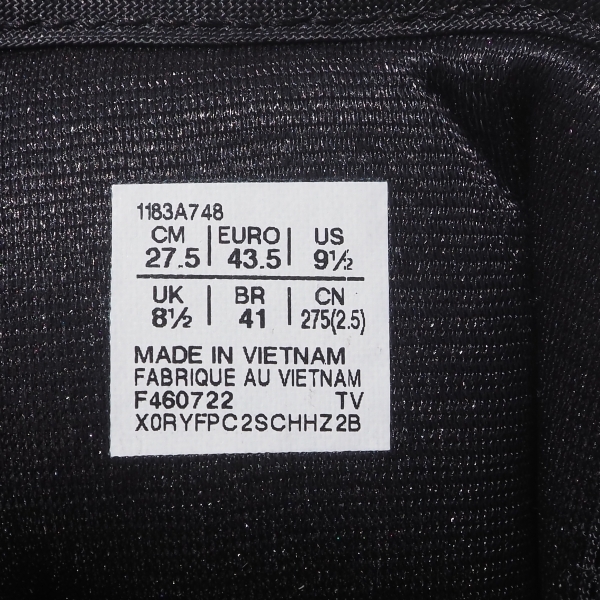 1183A748
CM | EURO | US
27.5 | 43.5 | 9½
UK | BR | CN
8½ | 41 | 275(2.5)
MADE IN VIETNAM
FABRIQUE AU VIETNAM
F460722 TV
X0RYFPC2SCHHZ2B